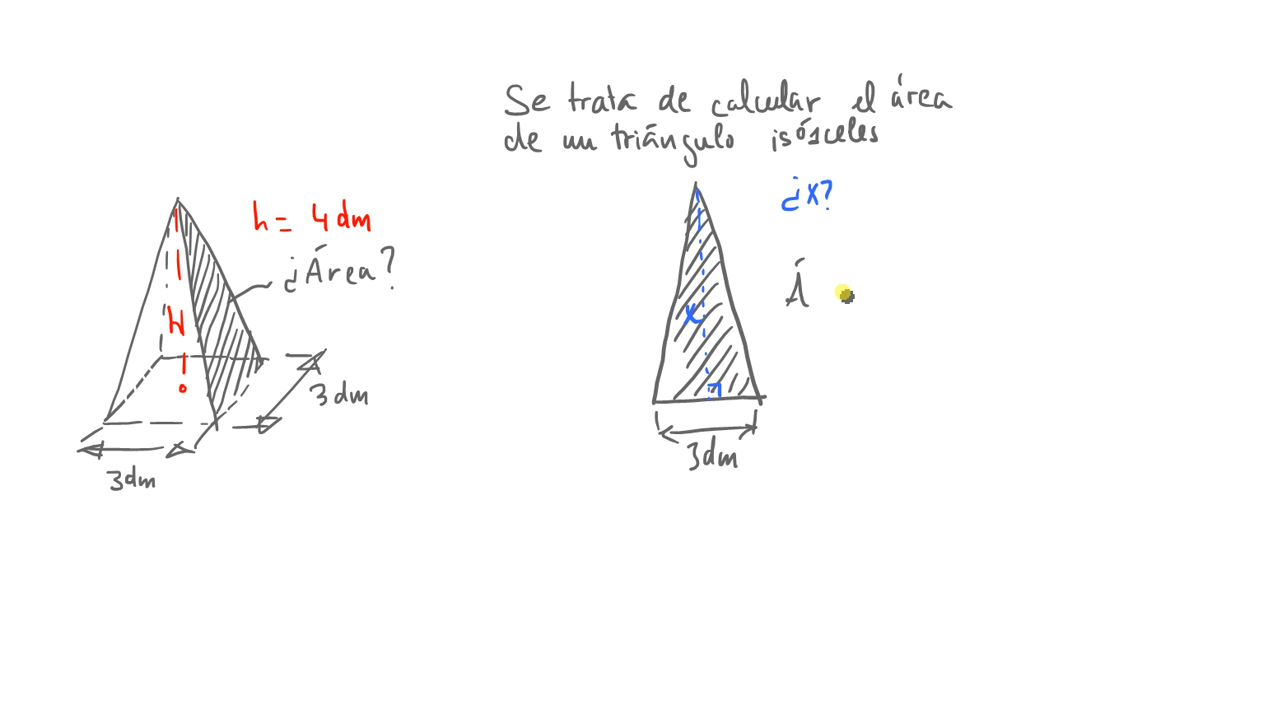 Se trata de calcular el área
de un triángulo isósceles
¿x?
h = 4 dm
¿Área?
h
x
Á
3 dm
3 dm
3 dm